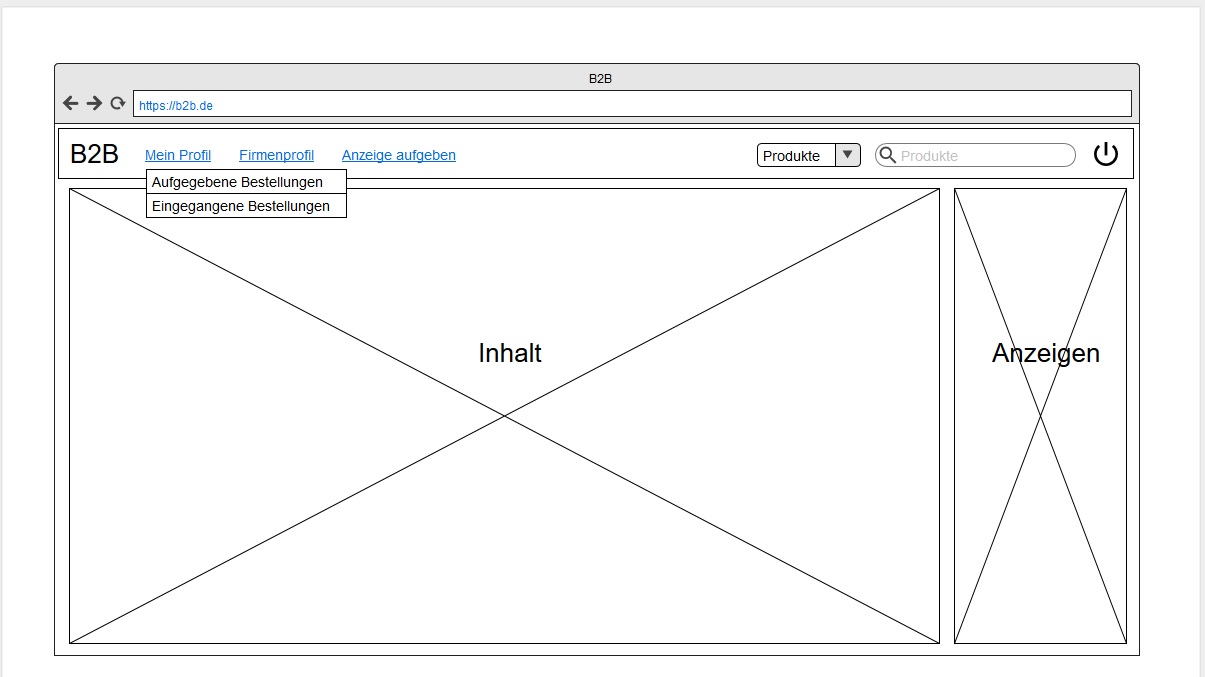 B2B
https://b2b.de
B2B Mein Profil Firmenprofil Anzeige aufgeben Produkte Produkte
Aufgegebene Bestellungen
Eingegangene Bestellungen
Inhalt
Anzeigen